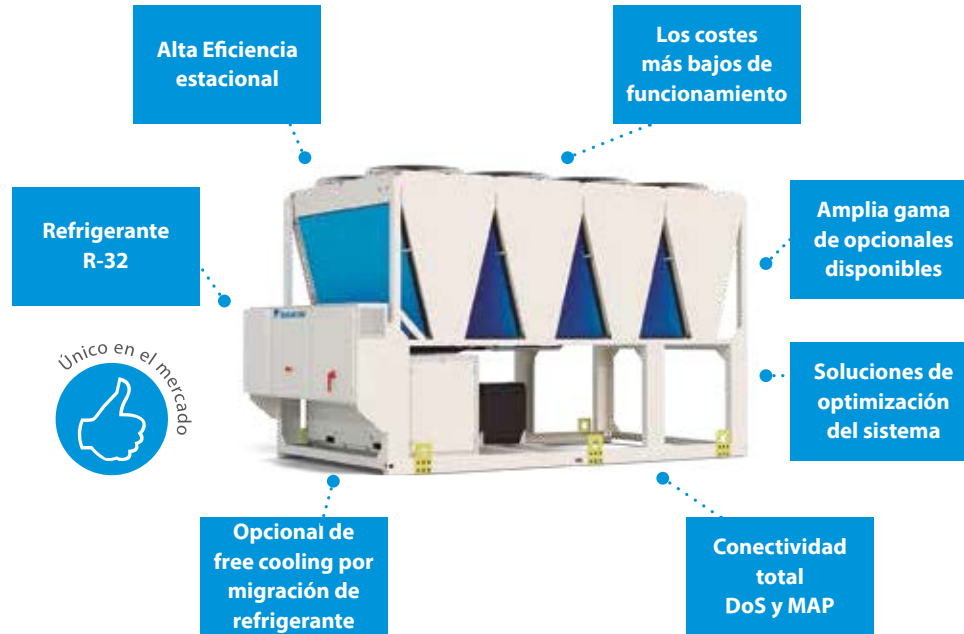 Alta Eficiencia
estacional
Los costes
más bajos de
funcionamiento
Refrigerante
R-32
Amplia gama
de opcionales
disponibles
Único en el mercado
Soluciones de
optimización
del sistema
Opcional de
free cooling por
migración de
refrigerante
Conectividad
total
DoS y MAP